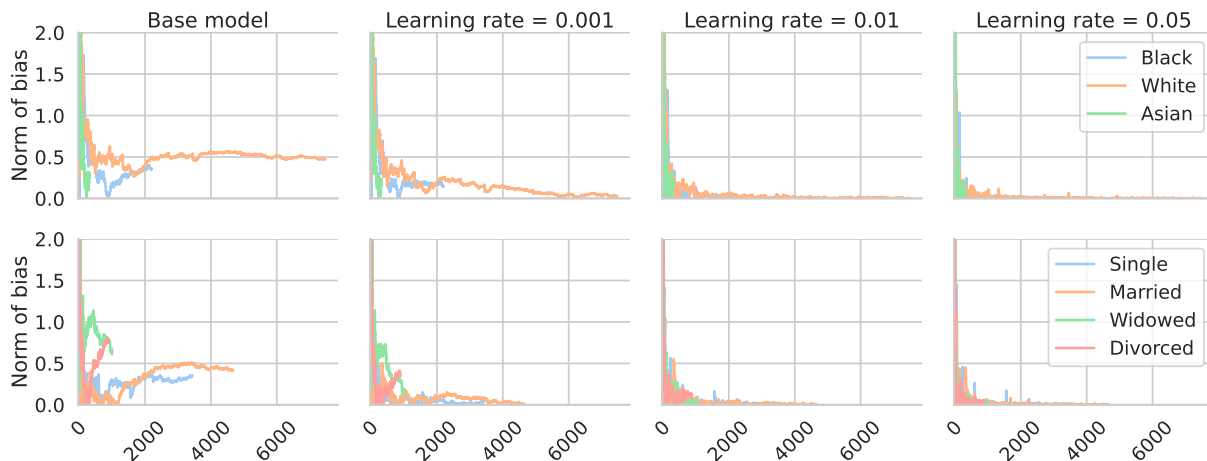 Base model
Learning rate = 0.001
Learning rate = 0.01
Learning rate = 0.05
Norm of bias
2.0
1.5
1.0
0.5
0.0
Black
White
Asian
Norm of bias
2.0
1.5
1.0
0.5
0.0
Single
Married
Widowed
Divorced
0 2000 4000 6000
0 2000 4000 6000
0 2000 4000 6000
0 2000 4000 6000